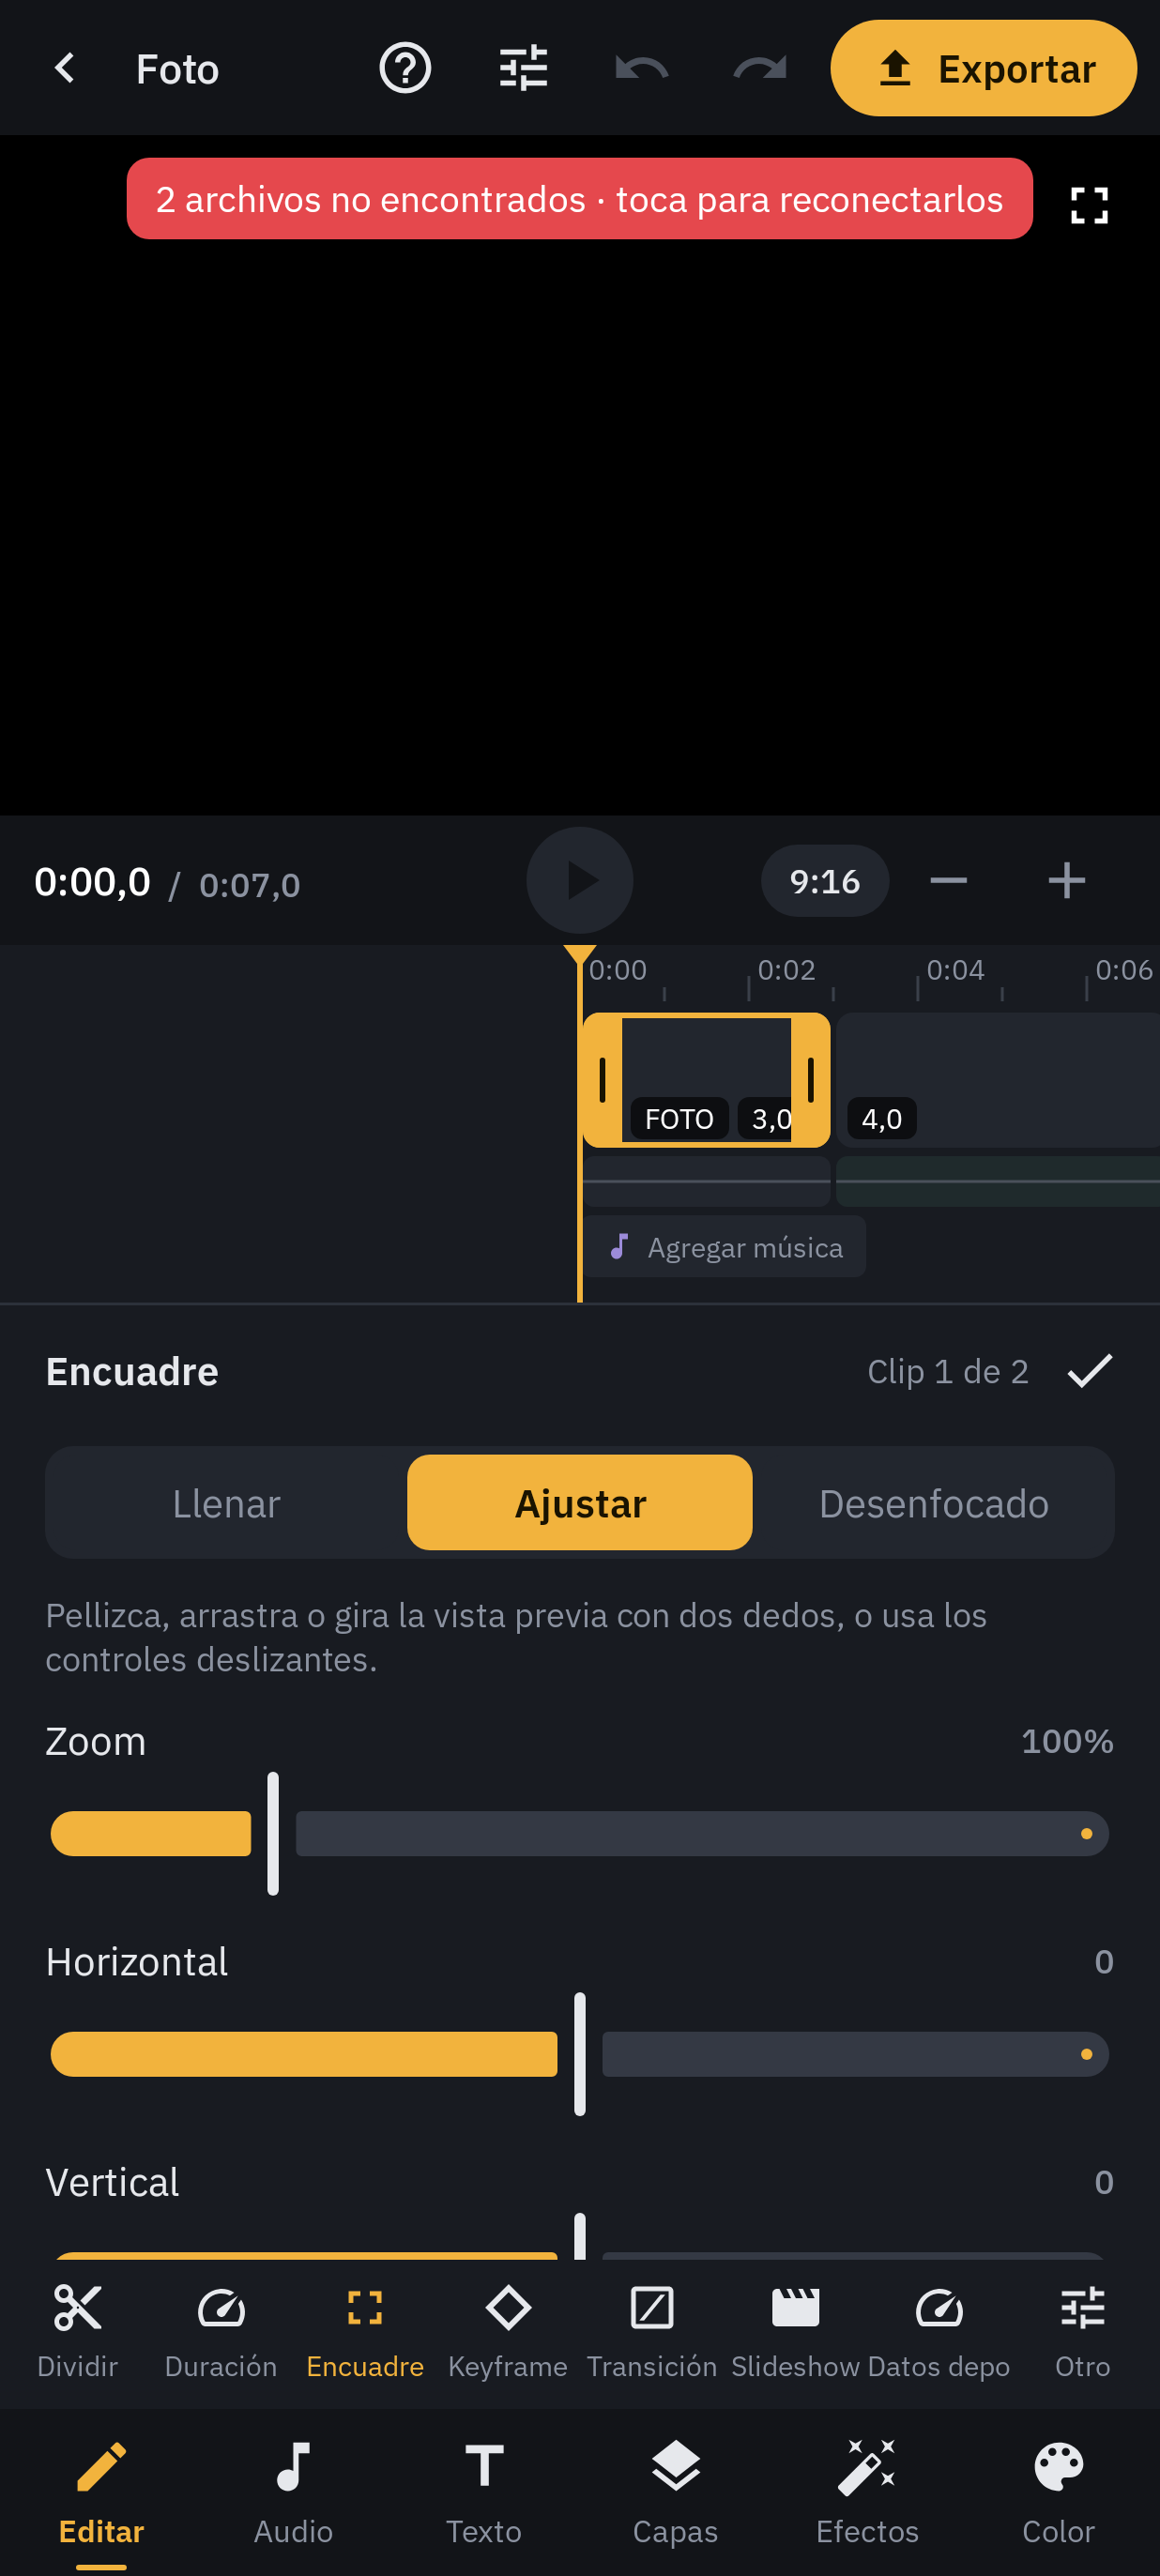 Foto
Exportar
2 archivos no encontrados · toca para reconectarlos
0:00,0 / 0:07,0
9:16
0:00 0:02 0:04 0:06
FOTO 3,0 4,0
Agregar música
Encuadre Clip 1 de 2
Llenar Ajustar Desenfocado
Pellizca, arrastra o gira la vista previa con dos dedos, o usa los
controles deslizantes.
Zoom 100%
Horizontal 0
Vertical 0
Dividir Duración Encuadre Keyframe Transición Slideshow Datos depo Otro
Editar Audio Texto Capas Efectos Color